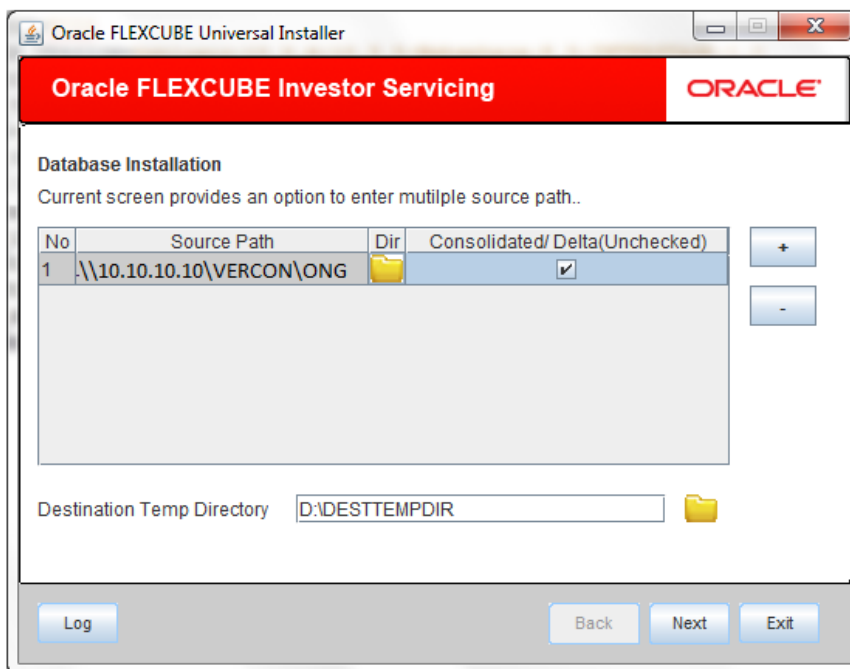 Oracle FLEXCUBE Universal Installer
Oracle FLEXCUBE Investor Servicing
ORACLE'
Database Installation
Current screen provides an option to enter mutilple source path..
No Source Path Dir Consolidated/ Delta(Unchecked)
1 .\\10.10.10.10\VERCON\ONG
+
-
Destination Temp Directory D:\DESTTEMPDIR
Log Back Next Exit